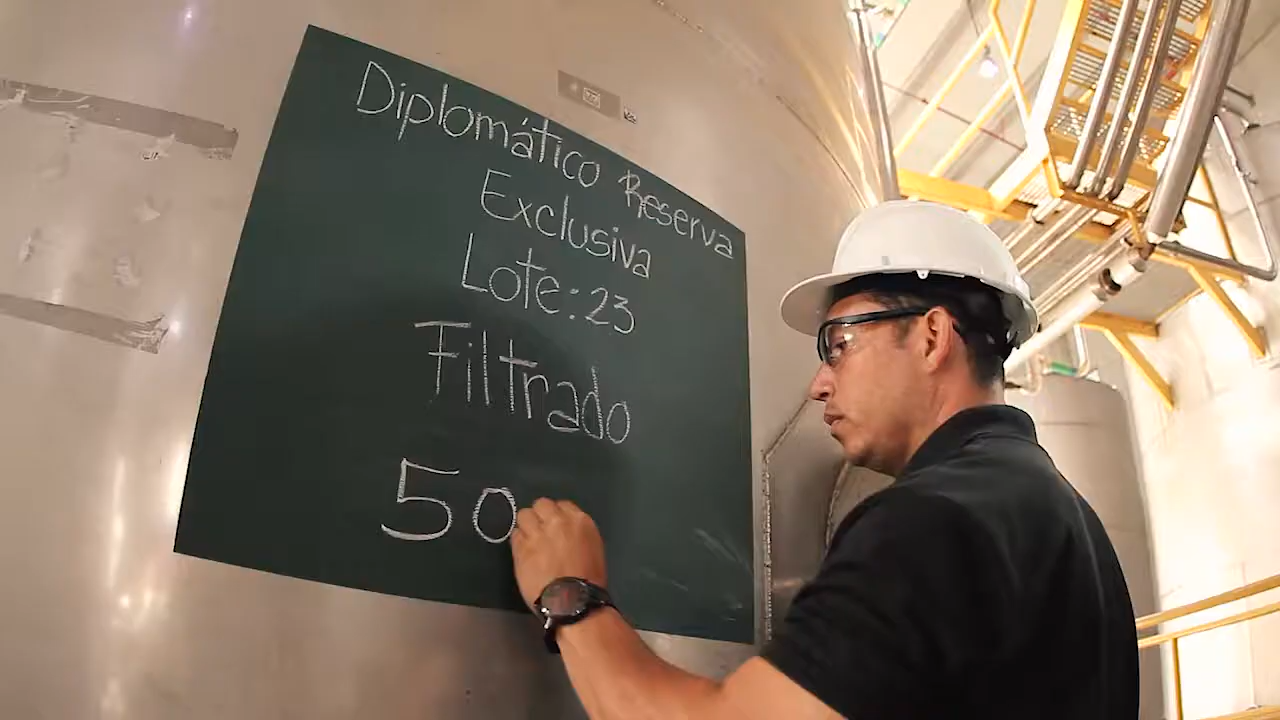 Diplomático Reserva
Exclusiva
Lote: 23
Filtrado
50